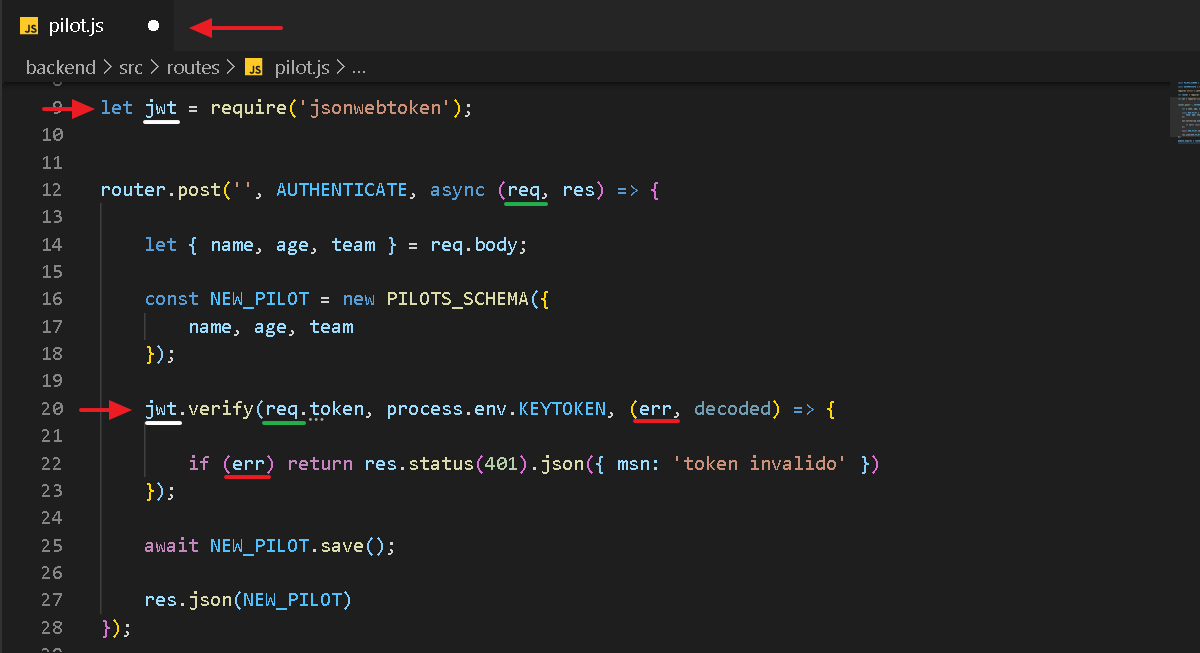 JS pilot.js
backend > src > routes > JS pilot.js > ...
9 let jwt = require('jsonwebtoken');
10
11
12 router.post('', AUTHENTICATE, async (req, res) => {
13
14 let { name, age, team } = req.body;
15
16 const NEW_PILOT = new PILOTS_SCHEMA({
17 name, age, team
18 });
19
20 jwt.verify(req.token, process.env.KEYTOKEN, (err, decoded) => {
21
22 if (err) return res.status(401).json({ msn: 'token invalido' })
23 });
24
25 await NEW_PILOT.save();
26
27 res.json(NEW_PILOT)
28 });